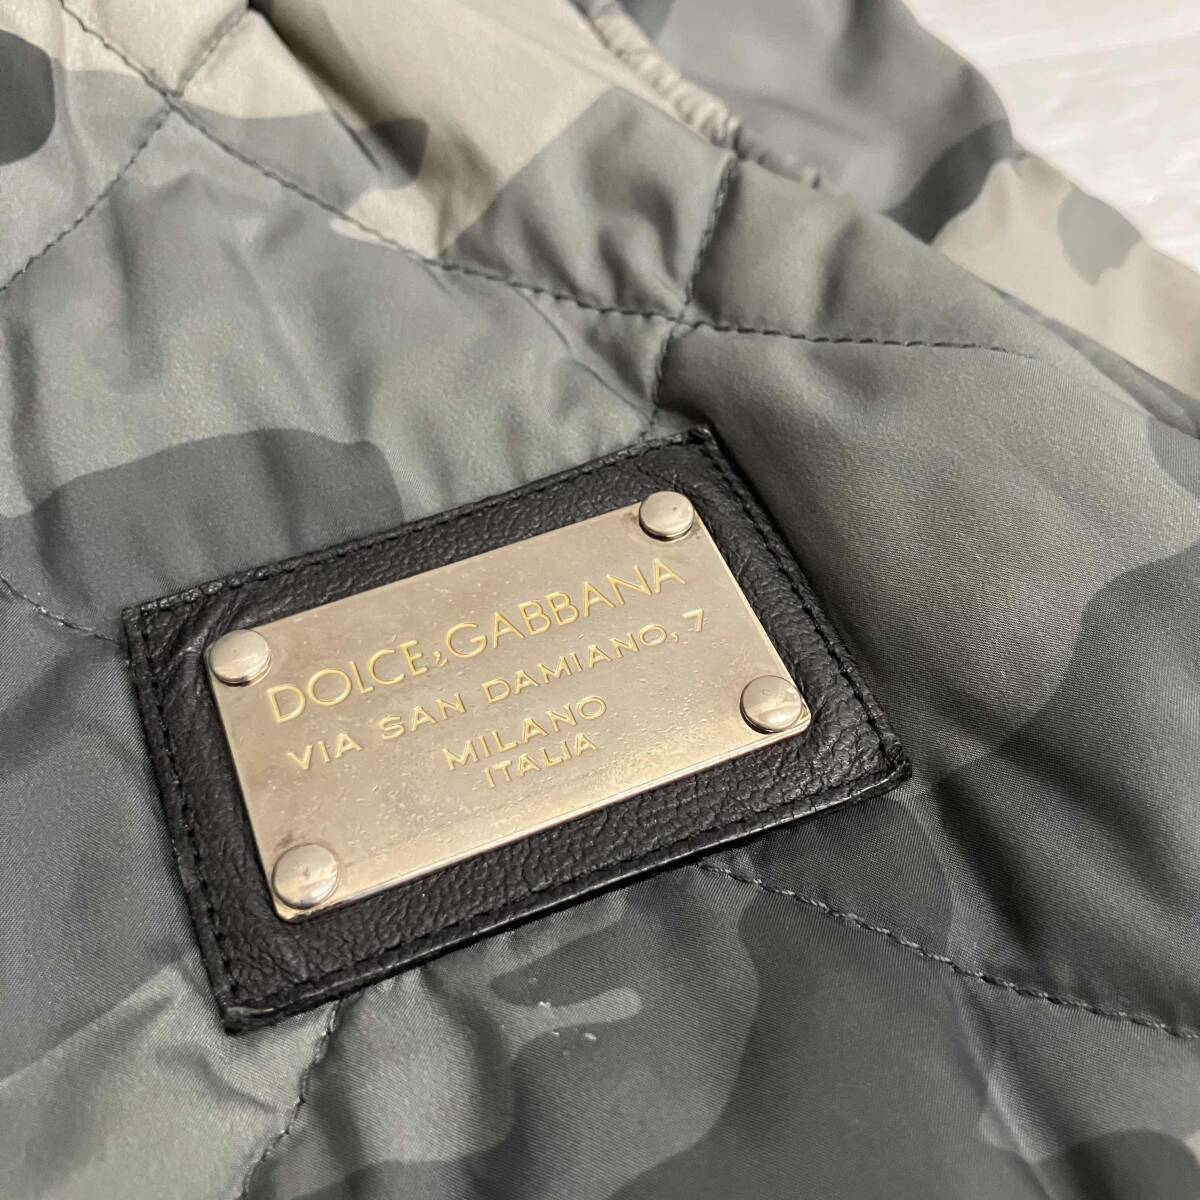 DOLCE&GABBANA
VIA SAN DAMIANO, 7
MILANO
ITALIA